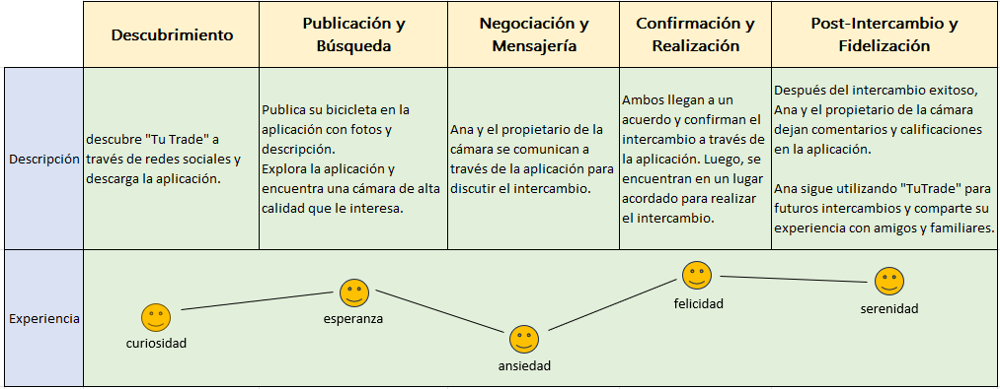 Descubrimiento
Publicación y
Búsqueda
Negociación y
Mensajería
Confirmación y
Realización
Post-Intercambio y
Fidelización
Descripción
descubre "Tu Trade" a
través de redes sociales y
descarga la aplicación.
Publica su bicicleta en la
aplicación con fotos y
descripción.
Explora la aplicación y
encuentra una cámara de alta
calidad que le interesa.
Ana y el propietario de la
cámara se comunican a
través de la aplicación para
discutir el intercambio.
Ambos llegan a un
acuerdo y confirman el
intercambio a través de
la aplicación. Luego, se
encuentran en un lugar
acordado para realizar
el intercambio.
Después del intercambio exitoso,
Ana y el propietario de la cámara
dejan comentarios y calificaciones
en la aplicación.
Ana sigue utilizando "TuTrade" para
futuros intercambios y comparte su
experiencia con amigos y familiares.
Experiencia
curiosidad
esperanza
ansiedad
felicidad
serenidad